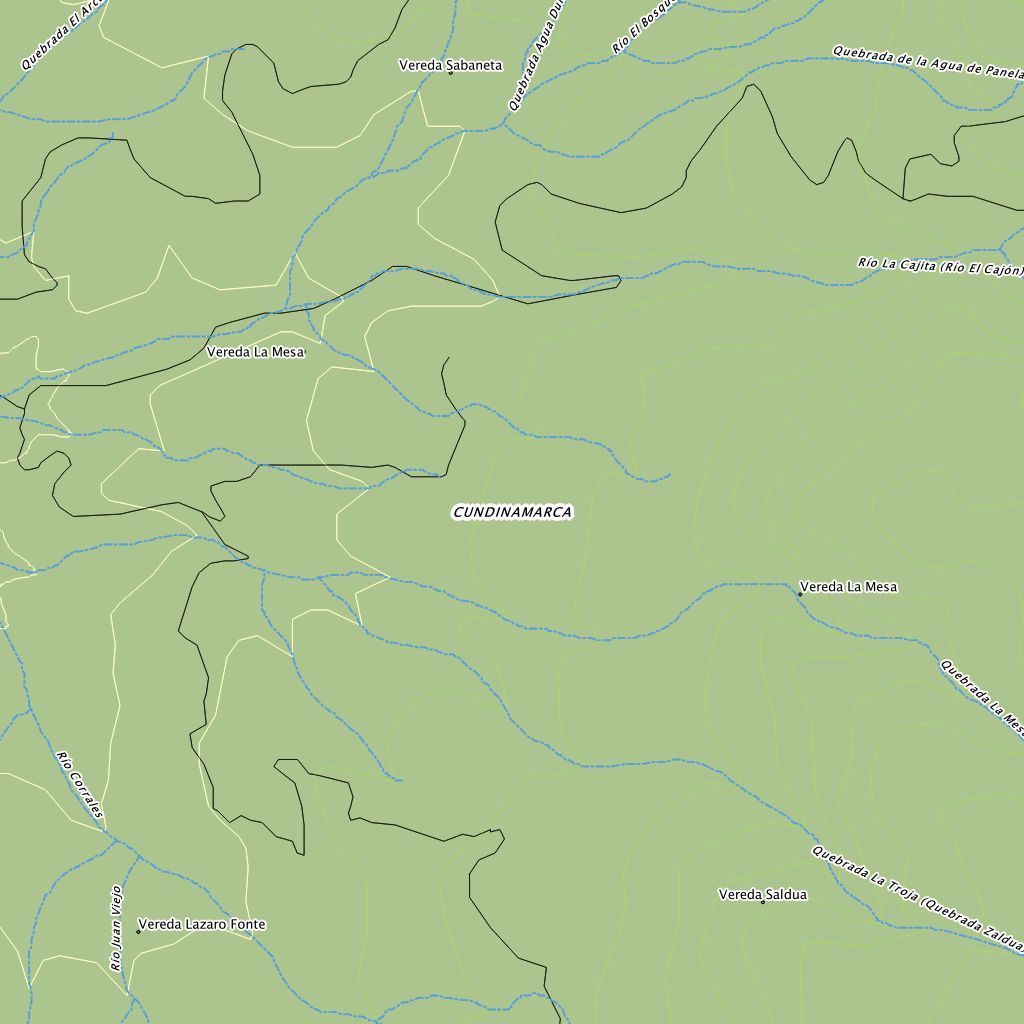 Quebrada El Arc
Quebrada Agua Du
Río El Bosque
Quebrada de la Agua de Panela
Vereda Sabaneta
Río La Cajita (Río El Cajón)
Vereda La Mesa
CUNDINAMARCA
Vereda La Mesa
Quebrada La Mesa
Río Corrales
Quebrada La Troja (Quebrada Zaldua)
Vereda Saldua
Río Juan Viejo
Vereda Lazaro Fonte